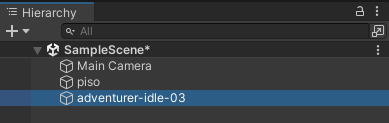 Hierarchy
All
SampleScene*
Main Camera
piso
adventurer-idle-03